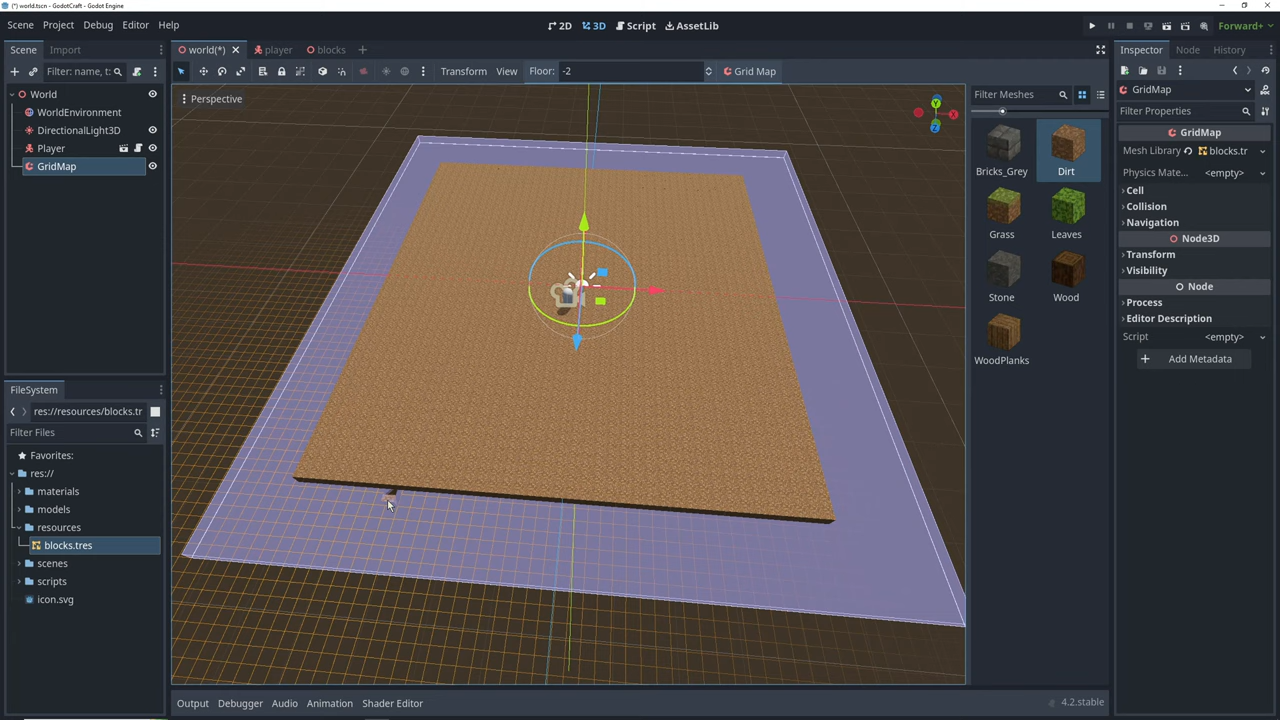 (*) world.tscn - GodotCraft - Godot Engine
Scene Project Debug Editor Help
2D 3D Script AssetLib
Forward+
Scene Import
world(*) player blocks
Inspector Node History
Filter: name, t:
Transform View Floor: -2 Grid Map
World
WorldEnvironment
DirectionalLight3D
Player
GridMap
Perspective
Filter Meshes
Bricks_Grey Dirt
Grass Leaves
Stone Wood
WoodPlanks
GridMap
Filter Properties
GridMap
Mesh Library blocks.tr
Physics Mate... <empty>
Cell
Collision
Navigation
Node3D
Transform
Visibility
Node
Process
Editor Description
Script <empty>
Add Metadata
FileSystem
res://resources/blocks.tr
Filter Files
Favorites:
res://
materials
models
resources
blocks.tres
scenes
scripts
icon.svg
Output Debugger Audio Animation Shader Editor
4.2.stable